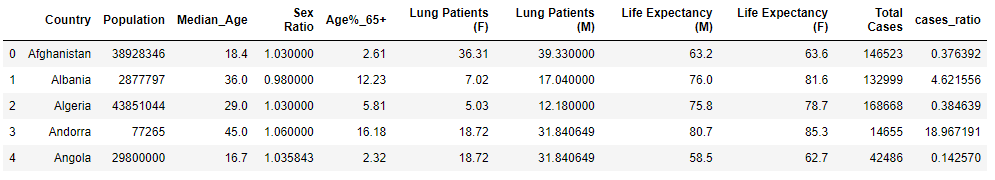 Country Population Median_Age Sex Ratio Age%_65+ Lung Patients (F) Lung Patients (M) Life Expectancy (M) Life Expectancy (F) Total Cases cases_ratio
0 Afghanistan 38928346 18.4 1.030000 2.61 36.31 39.330000 63.2 63.6 146523 0.376392
1 Albania 2877797 36.0 0.980000 12.23 7.02 17.040000 76.0 81.6 132999 4.621556
2 Algeria 43851044 29.0 1.030000 5.81 5.03 12.180000 75.8 78.7 168668 0.384639
3 Andorra 77265 45.0 1.060000 16.18 18.72 31.840649 80.7 85.3 14655 18.967191
4 Angola 29800000 16.7 1.035843 2.32 18.72 31.840649 58.5 62.7 42486 0.142570